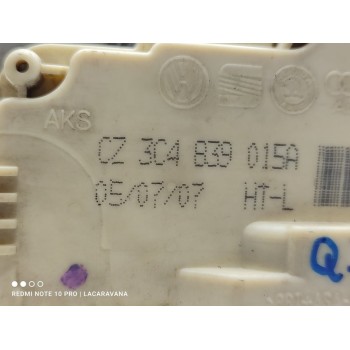 AKS
CZ 3C4 839 015A
05/07/07 HT-L
Q
REDMI NOTE 10 PRO | LACARAVANA